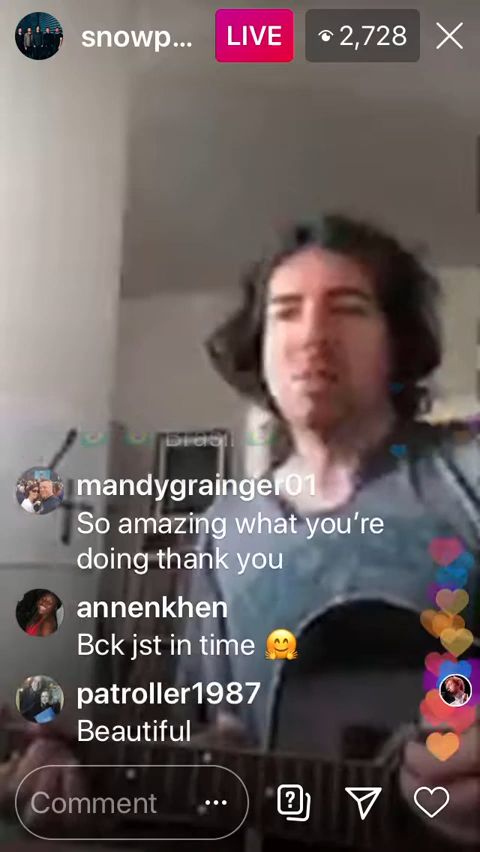 snowp...
LIVE
2,728
Brasil
mandygrainger01
So amazing what you're
doing thank you
annenkhen
Bck jst in time 🤗
patroller1987
Beautiful
Comment